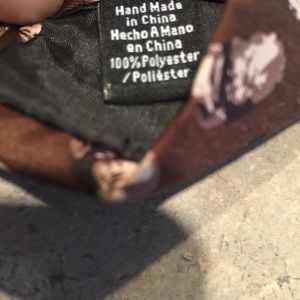 Hand Made
in China
Hecho A Mano
en China
100% Polyester
/ Poliéster